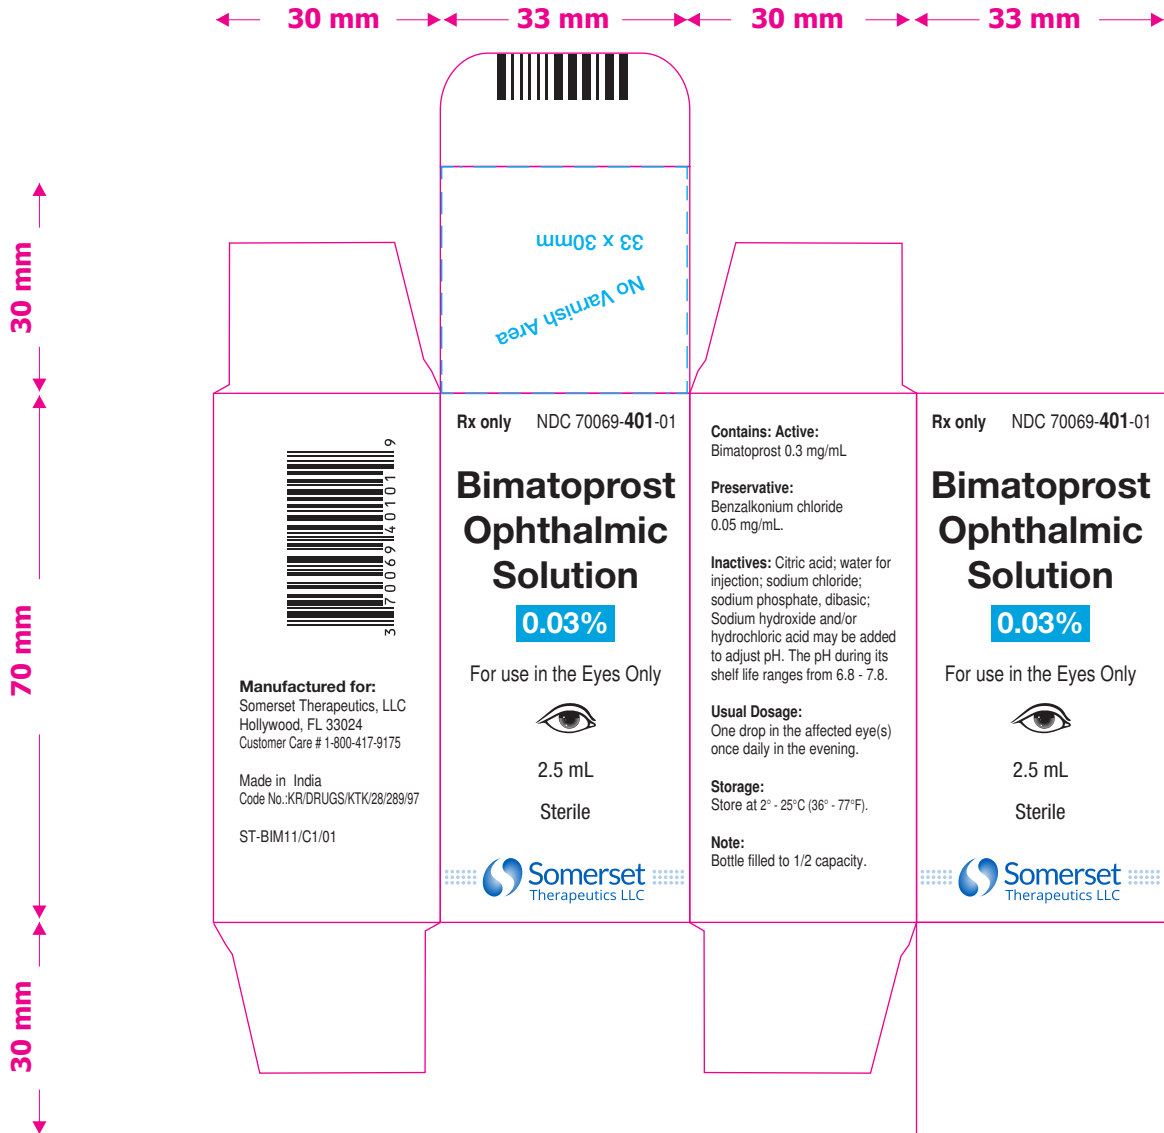 30 mm
33 mm
30 mm
33 mm
30 mm
70 mm
30 mm
33 x 30mm
No Varnish Area
3 70069 40101 9
Manufactured for:
Somerset Therapeutics, LLC
Hollywood, FL 33024
Customer Care # 1-800-417-9175
Made in India
Code No.:KR/DRUGS/KTK/28/289/97
ST-BIM11/C1/01
Rx only NDC 70069-401-01
Bimatoprost
Ophthalmic
Solution
0.03%
For use in the Eyes Only
2.5 mL
Sterile
Somerset
Therapeutics LLC
Contains: Active:
Bimatoprost 0.3 mg/mL
Preservative:
Benzalkonium chloride
0.05 mg/mL.
Inactives: Citric acid; water for
injection; sodium chloride;
sodium phosphate, dibasic;
Sodium hydroxide and/or
hydrochloric acid may be added
to adjust pH. The pH during its
shelf life ranges from 6.8 - 7.8.
Usual Dosage:
One drop in the affected eye(s)
once daily in the evening.
Storage:
Store at 2° - 25°C (36° - 77°F).
Note:
Bottle filled to 1/2 capacity.
Rx only NDC 70069-401-01
Bimatoprost
Ophthalmic
Solution
0.03%
For use in the Eyes Only
2.5 mL
Sterile
Somerset
Therapeutics LLC